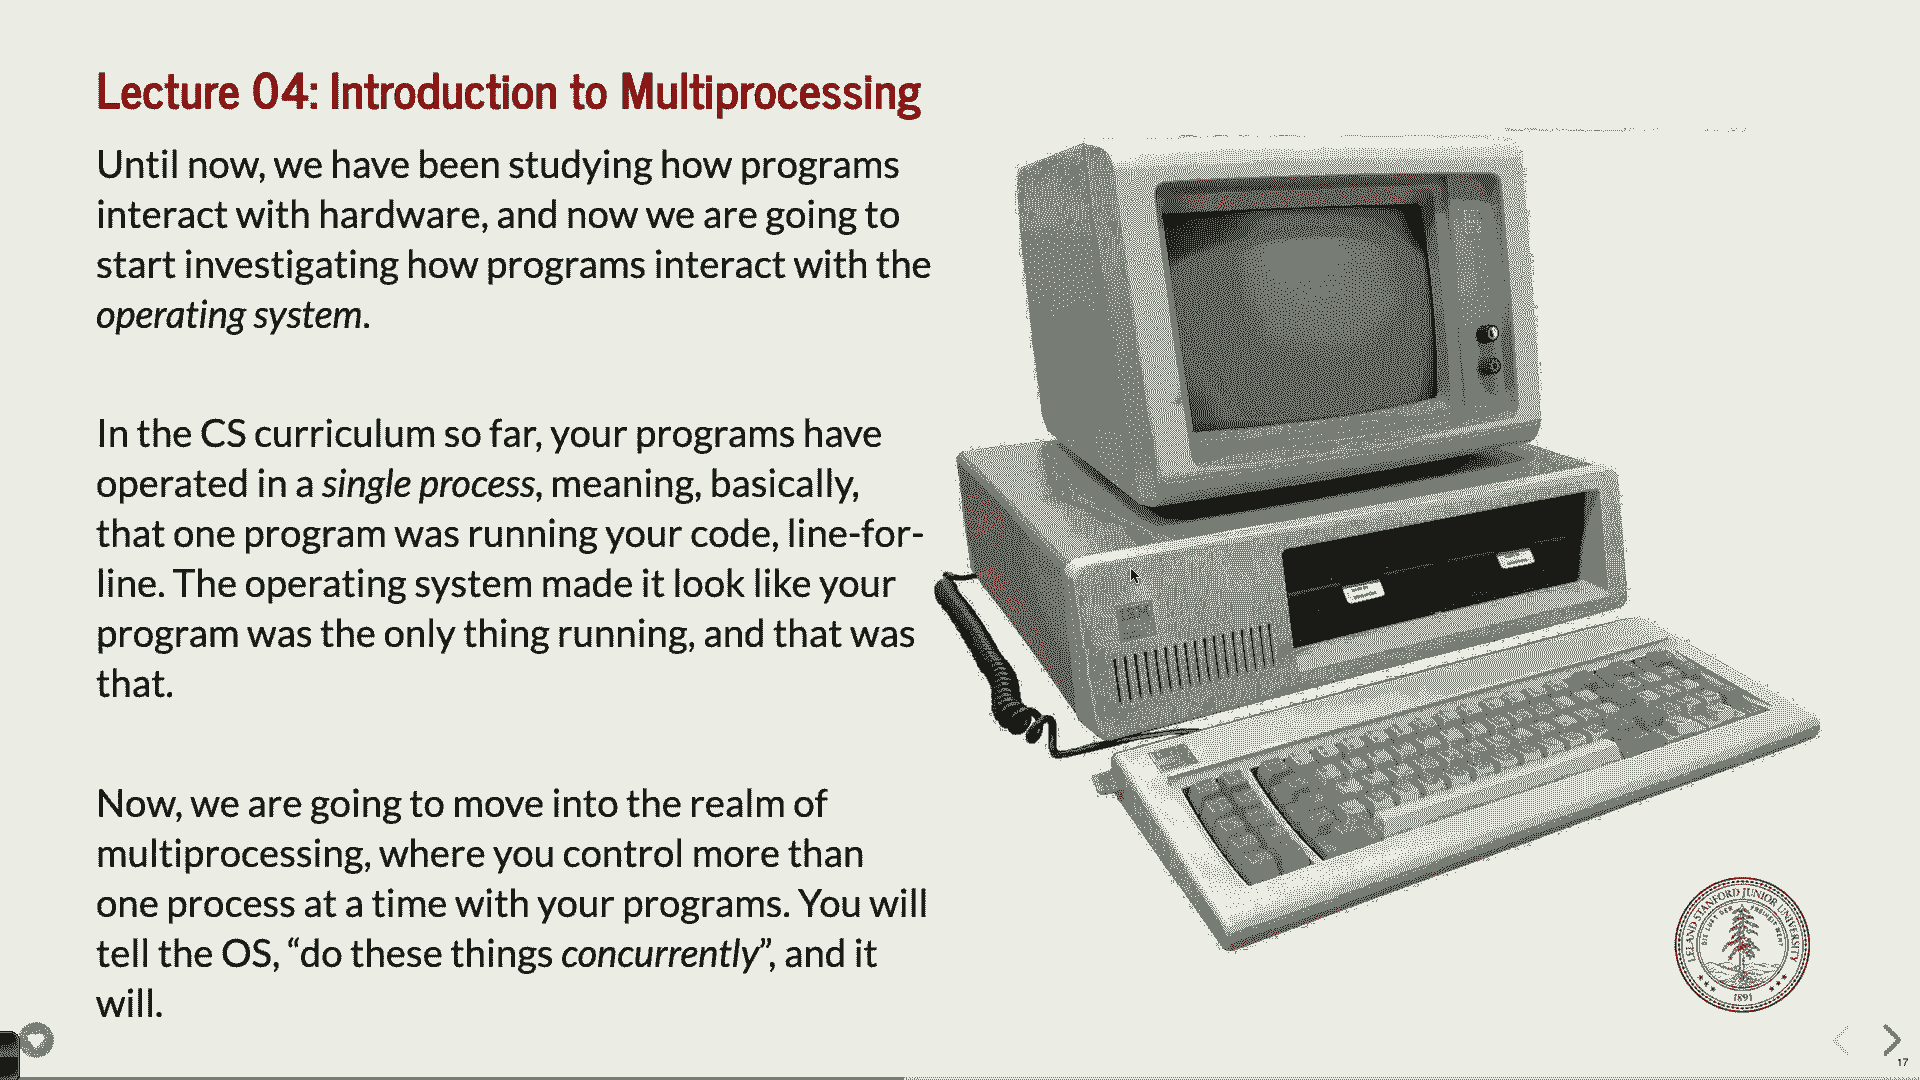 Lecture 04: Introduction to Multiprocessing
Until now, we have been studying how programs
interact with hardware, and now we are going to
start investigating how programs interact with the
operating system.
In the CS curriculum so far, your programs have
operated in a single process, meaning, basically,
that one program was running your code, line-for-
line. The operating system made it look like your
program was the only thing running, and that was
that.
Now, we are going to move into the realm of
multiprocessing, where you control more than
one process at a time with your programs. You will
tell the OS, “do these things concurrently”, and it
will.
LELAND STANFORD JUNIOR UNIVERSITY
DIE LUFT DER FREIHEIT WEHT
1891
17